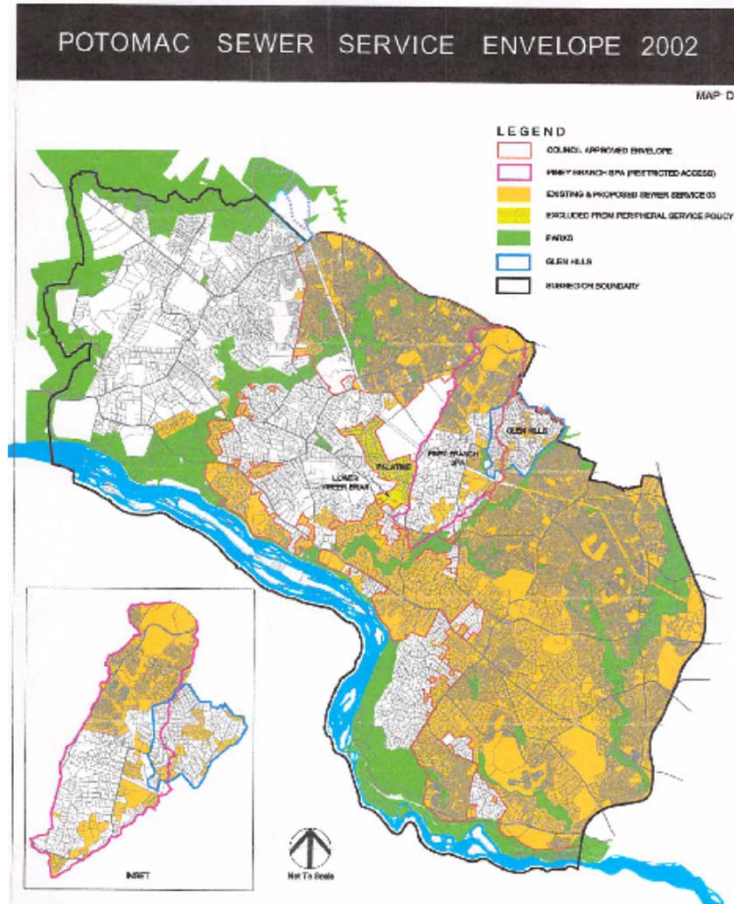 POTOMAC SEWER SERVICE ENVELOPE 2002
MAP D
LEGEND
COUNCIL APPROVED ENVELOPE
PINEY BRANCH SPA (RESTRICTED ACCESS)
EXISTING & PROPOSED SEWER SERVICE 03
EXCLUDED FROM PERIPHERAL SERVICE POLICY
PARKS
GLEN HILLS
SUBREGION BOUNDARY
GLEN HILLS
PINEY BRANCH
SPA
PALATINE
LOWER
GREEN BRIAR
INSET
Not To Scale